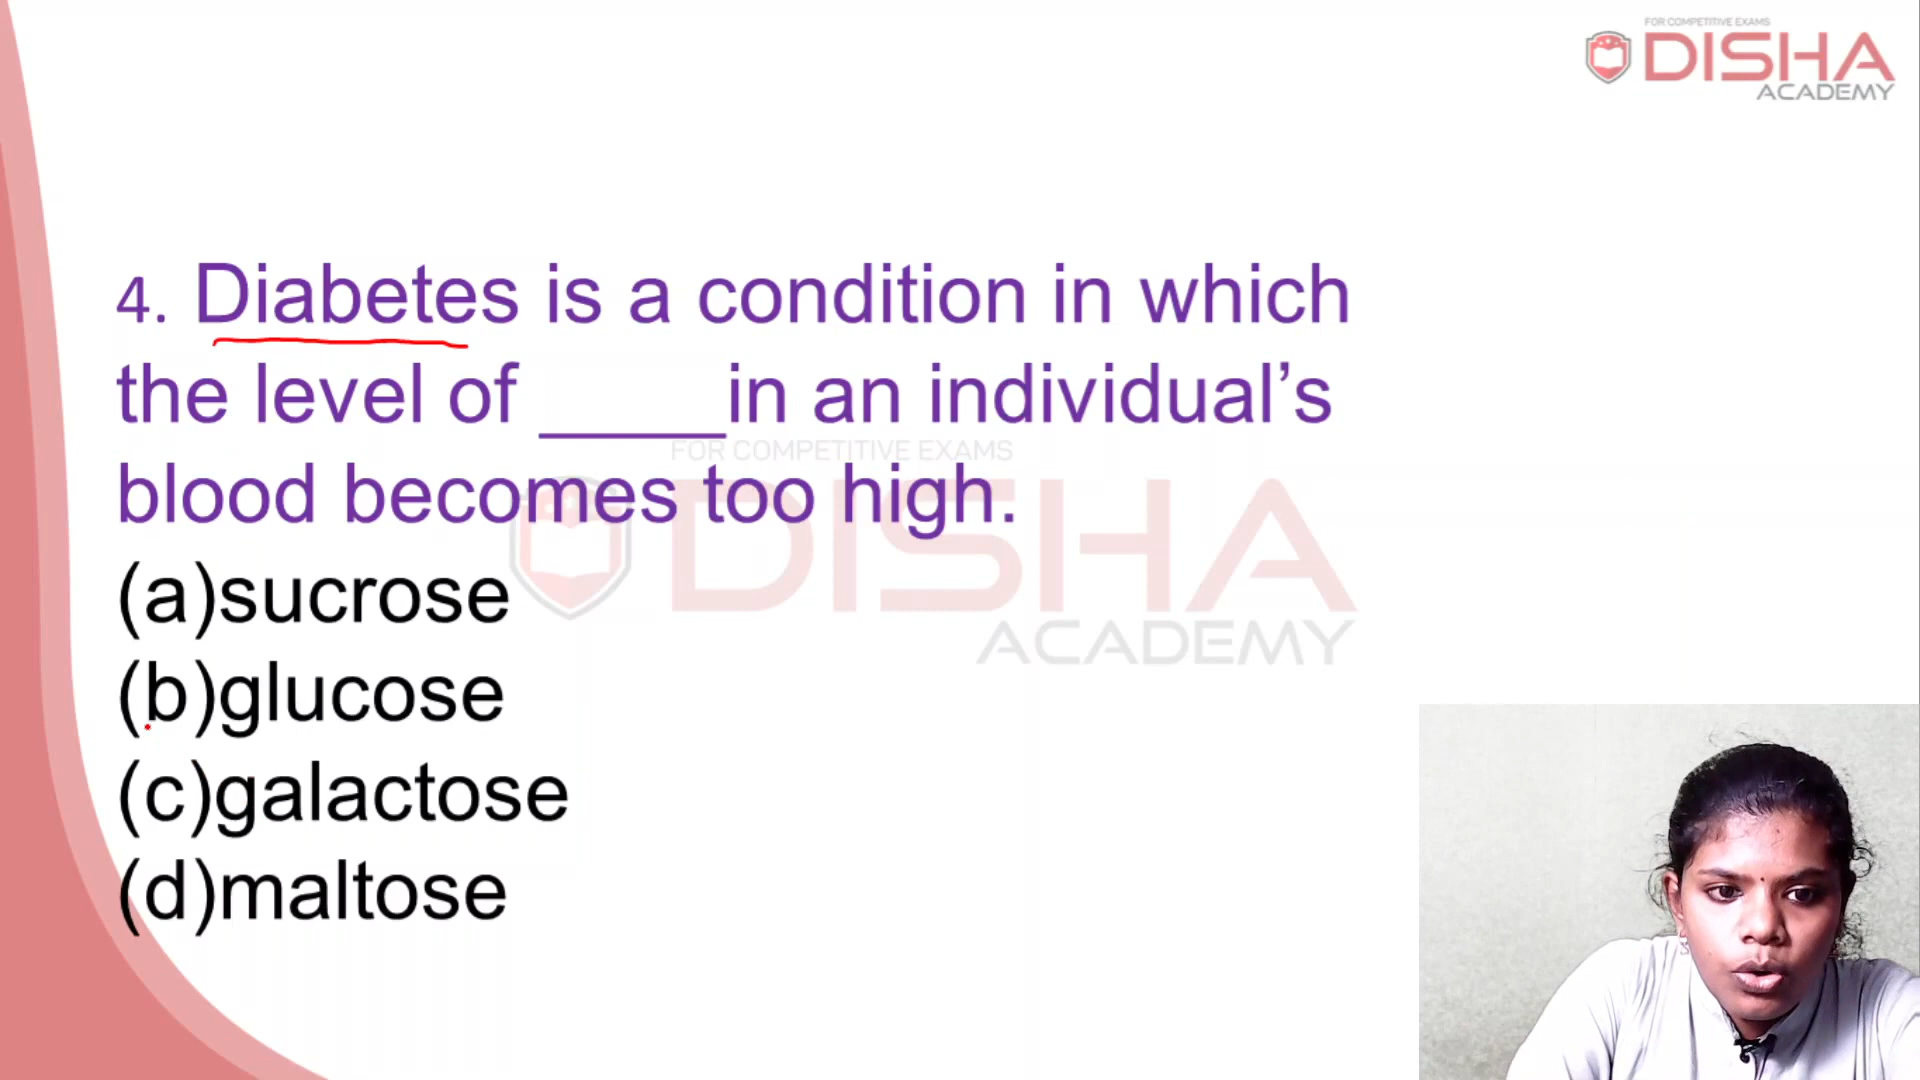 FOR COMPETITIVE EXAMS
DISHA
ACADEMY
4. Diabetes is a condition in which
the level of _____in an individual’s
blood becomes too high.
(a)sucrose
(b)glucose
(c)galactose
(d)maltose
FOR COMPETITIVE EXAMS
DISHA
ACADEMY